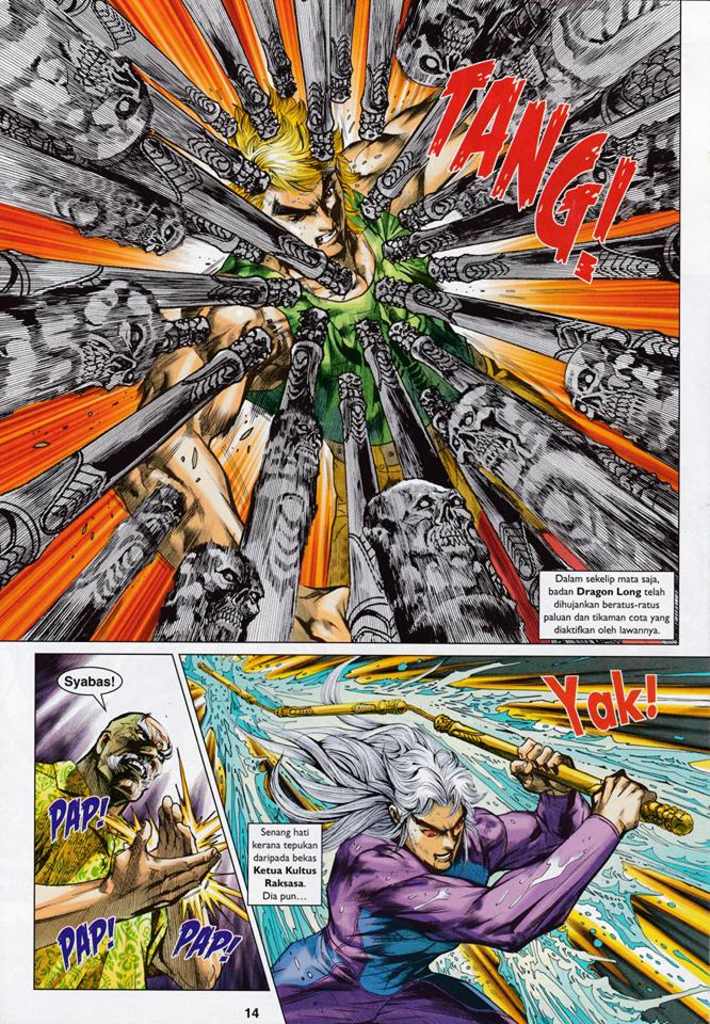 TANG!
Dalam sekelip mata saja,
badan Dragon Long telah
dihujankan beratus-ratus
paluan dan tikaman cota yang
diaktifkan oleh lawannya.
Syabas!
PAP!
PAP!
PAP!
Yak!
Senang hati
kerana tepukan
daripada bekas
Ketua Kultus
Raksasa.
Dia pun...
14